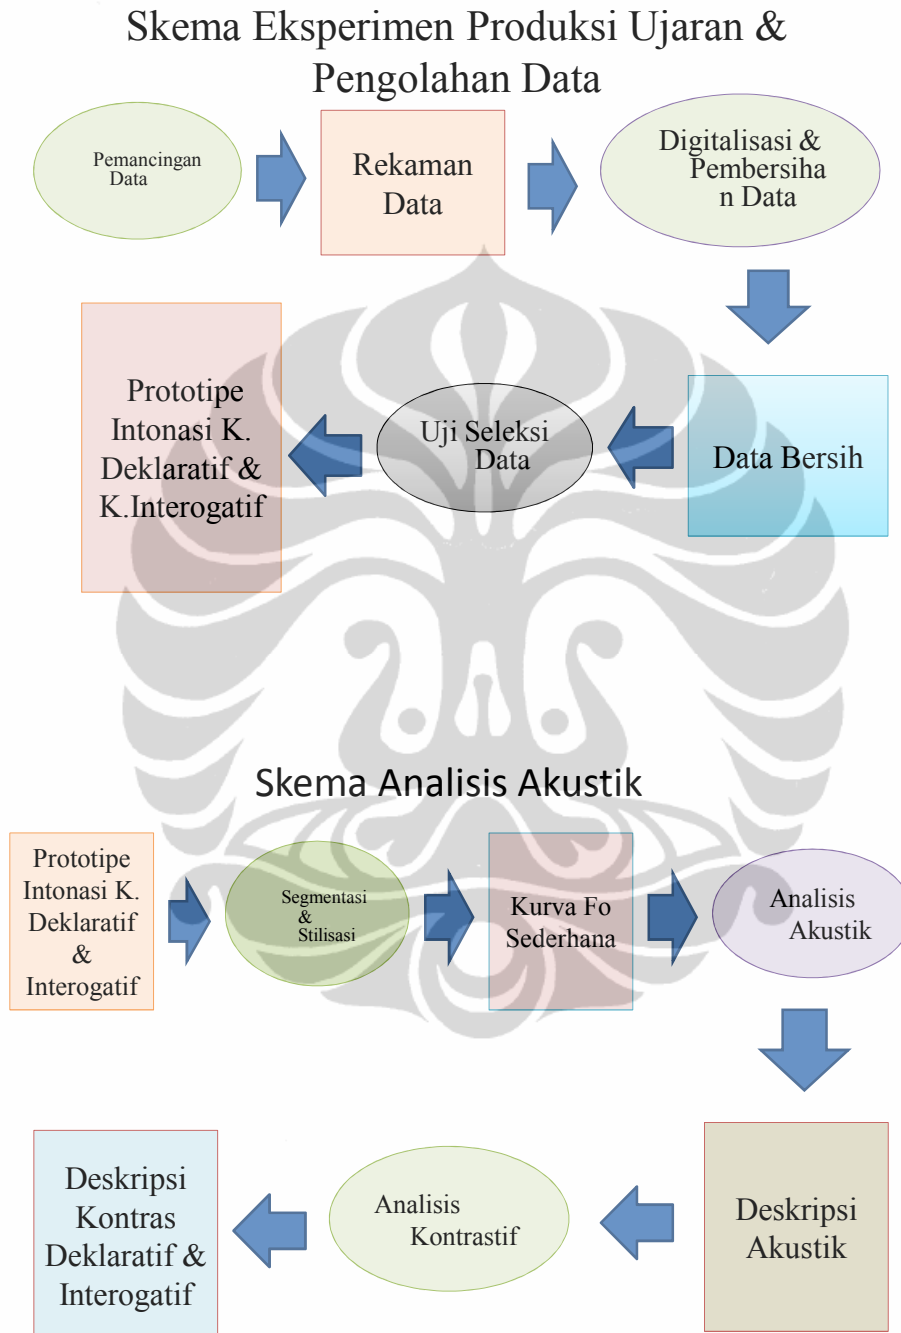 Skema Eksperimen Produksi Ujaran &
Pengolahan Data
Pemancingan
Data
Rekaman
Data
Digitalisasi &
Pembersiha
n Data
Data Bersih
Uji Seleksi
Data
Prototipe
Intonasi K.
Deklaratif &
K.Interogatif
Skema Analisis Akustik
Prototipe
Intonasi K.
Deklaratif
&
Interogatif
Segmentasi
&
Stilisasi
Kurva Fo
Sederhana
Analisis
Akustik
Deskripsi
Akustik
Analisis
Kontrastif
Deskripsi
Kontras
Deklaratif &
Interogatif